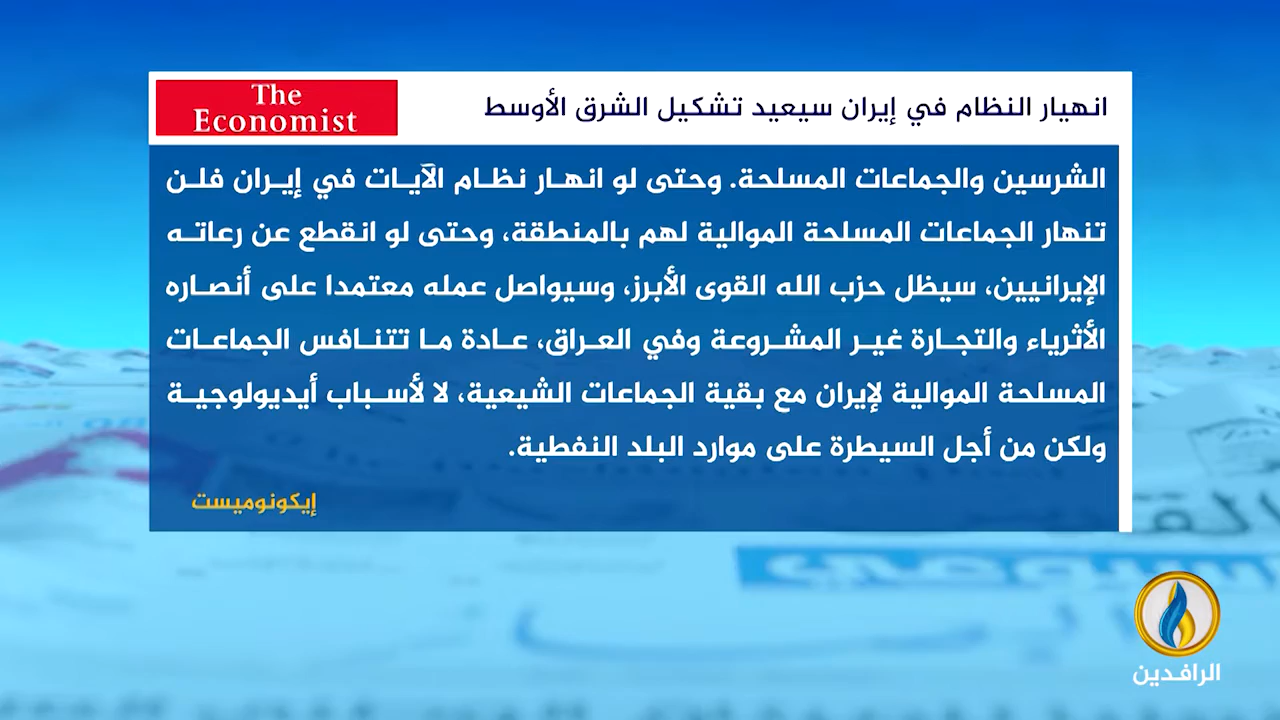 The
Economist
انهيار النظام في إيران سيعيد تشكيل الشرق الأوسط
الشرسين والجماعات المسلحة. وحتى لو انهار نظام الآيات في إيران فلن
تنهار الجماعات المسلحة الموالية لهم بالمنطقة، وحتى لو انقطع عن رعاته
الإيرانيين، سيظل حزب الله القوى الأبرز، وسيواصل عمله معتمدا على أنصاره
الأثرياء والتجارة غير المشروعة وفي العراق، عادة ما تتنافس الجماعات
المسلحة الموالية لإيران مع بقية الجماعات الشيعية، لا لأسباب أيديولوجية
ولكن من أجل السيطرة على موارد البلد النفطية.
إيكونوميست
الرافدين